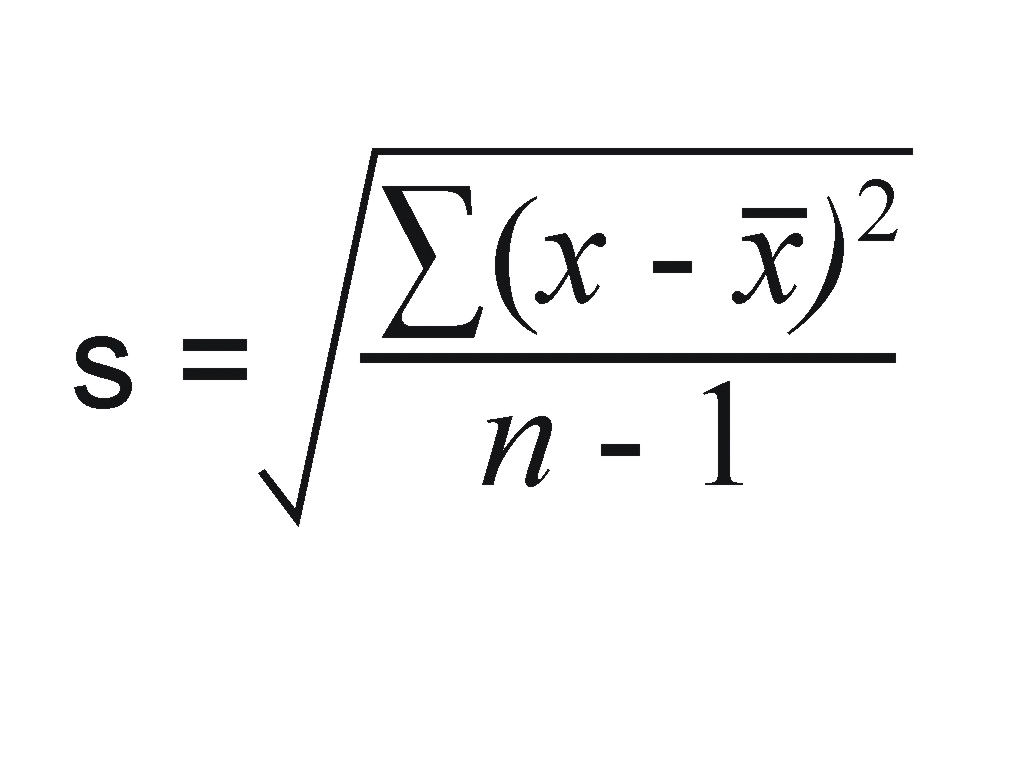 s = √(∑(x - x̅)² / (n - 1))